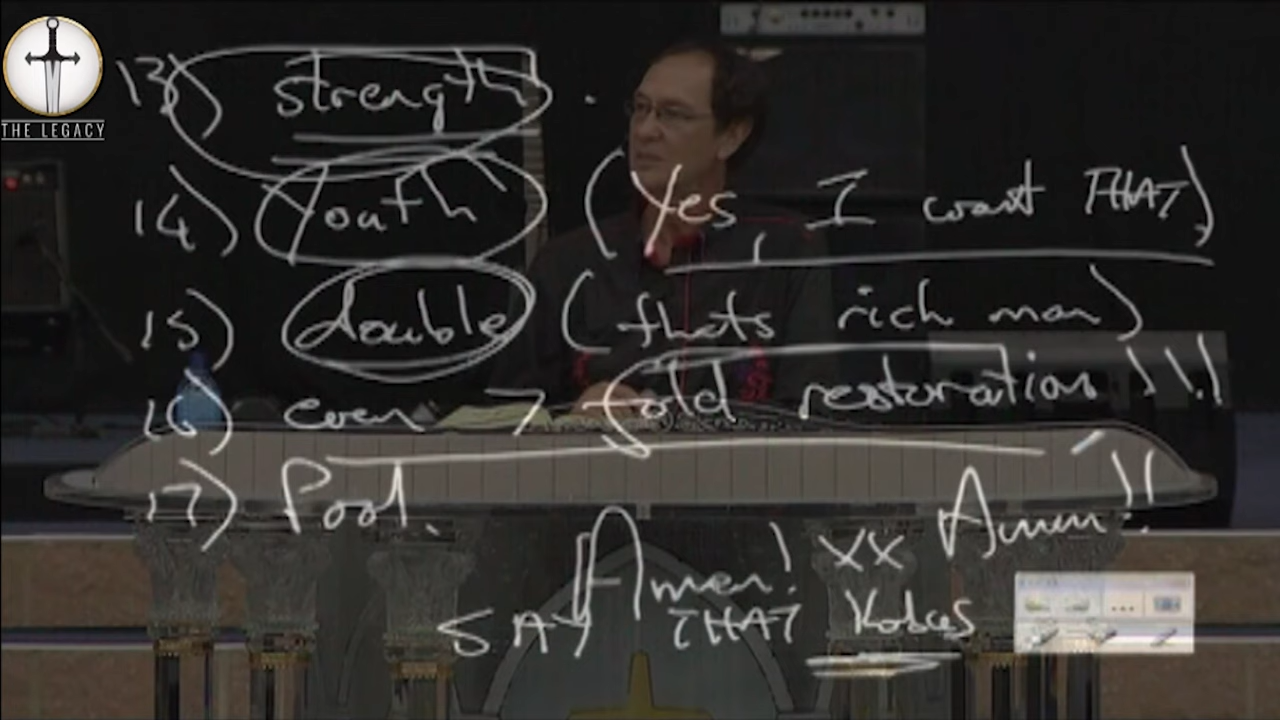 THE LEGACY
13) strength.
14) Youth (Yes I want THAT)
15) double (thats rich man)
16) even 7 fold restoration !!!
17) Pool.
Amen!!
Amen! xx
SAY THAT